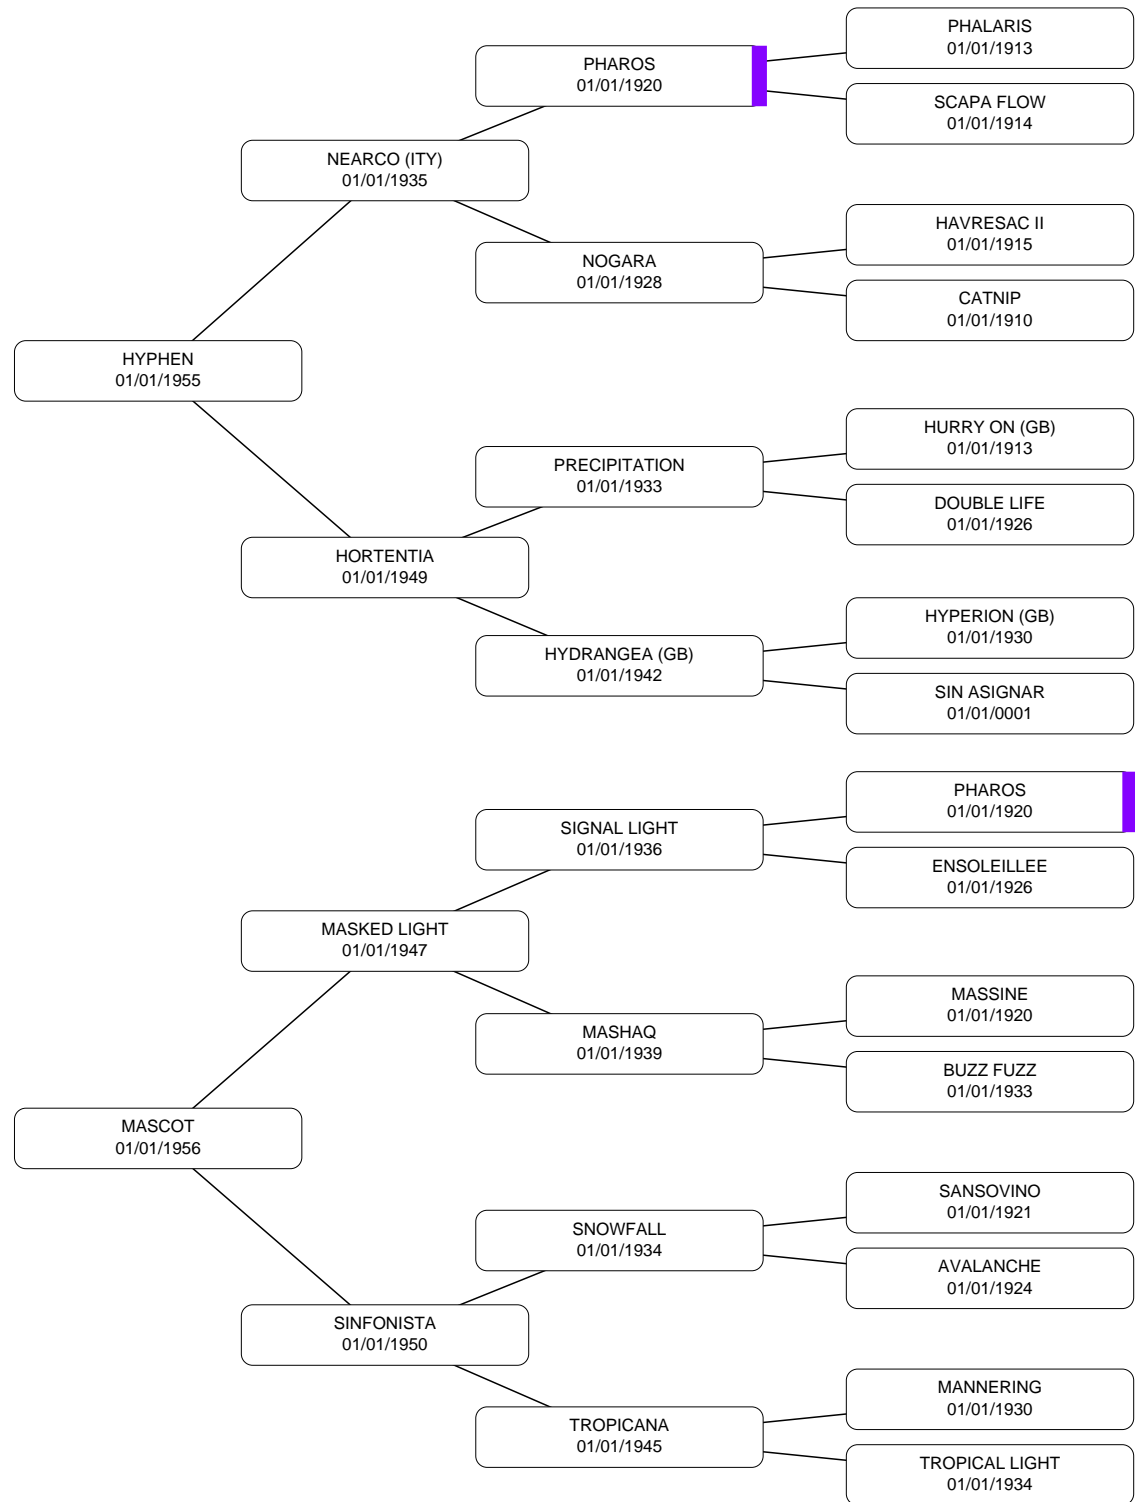 PHALARIS
01/01/1913
PHAROS
01/01/1920
SCAPA FLOW
01/01/1914
NEARCO (ITY)
01/01/1935
HAVRESAC II
01/01/1915
NOGARA
01/01/1928
CATNIP
01/01/1910
HYPHEN
01/01/1955
HURRY ON (GB)
01/01/1913
PRECIPITATION
01/01/1933
DOUBLE LIFE
01/01/1926
HORTENTIA
01/01/1949
HYPERION (GB)
01/01/1930
HYDRANGEA (GB)
01/01/1942
SIN ASIGNAR
01/01/0001
PHAROS
01/01/1920
SIGNAL LIGHT
01/01/1936
ENSOLEILLEE
01/01/1926
MASKED LIGHT
01/01/1947
MASSINE
01/01/1920
MASHAQ
01/01/1939
BUZZ FUZZ
01/01/1933
MASCOT
01/01/1956
SANSOVINO
01/01/1921
SNOWFALL
01/01/1934
AVALANCHE
01/01/1924
SINFONISTA
01/01/1950
MANNERING
01/01/1930
TROPICANA
01/01/1945
TROPICAL LIGHT
01/01/1934